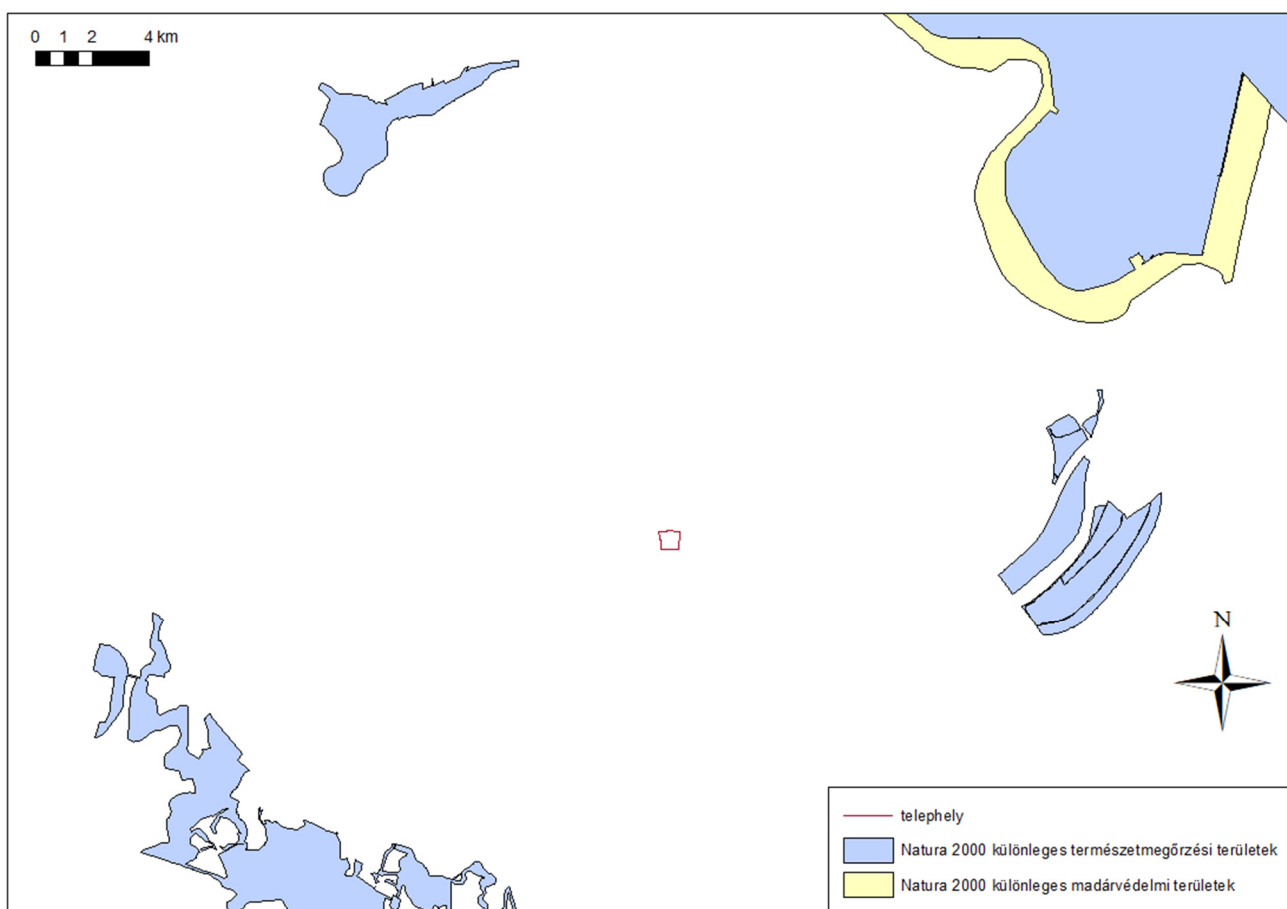 0 1 2 4 km
N
telephely
Natura 2000 különleges természetmegőrzési területek
Natura 2000 különleges madárvédelmi területek